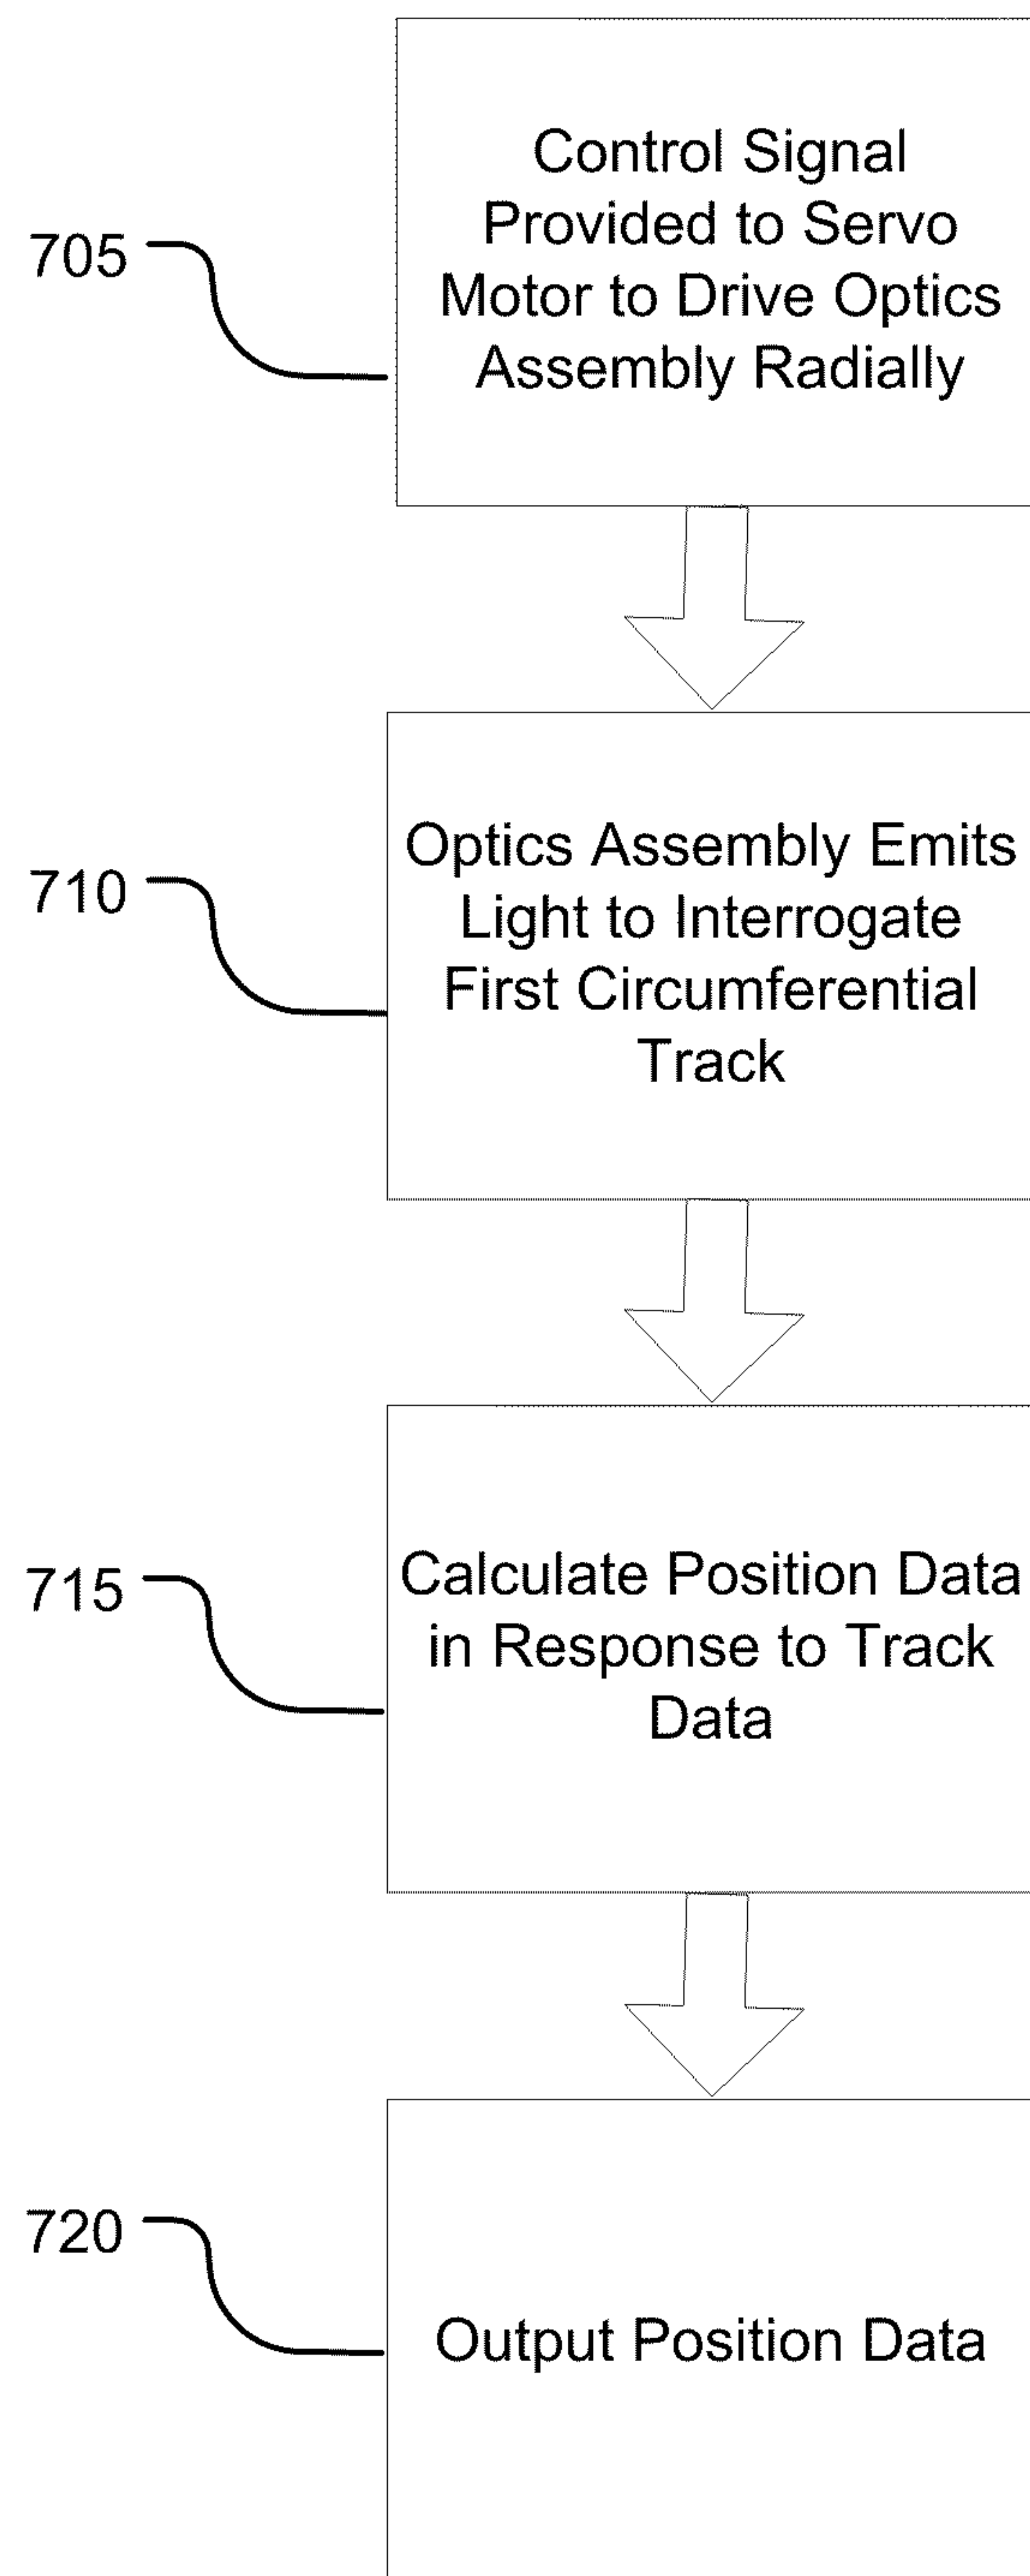 705
Control Signal
Provided to Servo
Motor to Drive Optics
Assembly Radially
710
Optics Assembly Emits
Light to Interrogate
First Circumferential
Track
715
Calculate Position Data
in Response to Track
Data
720
Output Position Data